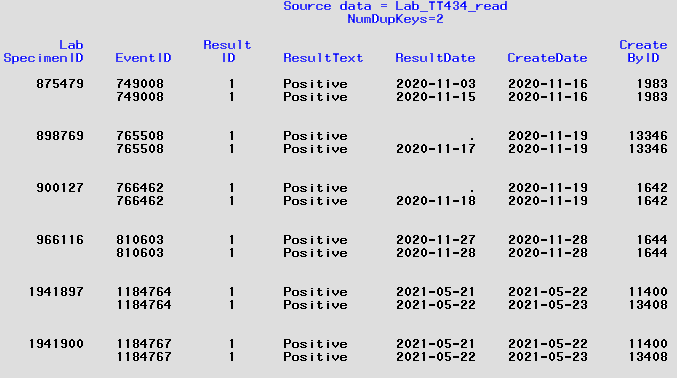 Source data = Lab_TT434_read
NumDupKeys=2
Lab Result Create
SpecimenID EventID ID ResultText ResultDate CreateDate ByID
875479 749008 1 Positive 2020-11-03 2020-11-16 1983
749008 1 Positive 2020-11-15 2020-11-16 1983
898769 765508 1 Positive . 2020-11-19 13346
765508 1 Positive 2020-11-17 2020-11-19 13346
900127 766462 1 Positive . 2020-11-19 1642
766462 1 Positive 2020-11-18 2020-11-19 1642
966116 810603 1 Positive 2020-11-27 2020-11-28 1644
810603 1 Positive 2020-11-28 2020-11-28 1644
1941897 1184764 1 Positive 2021-05-21 2021-05-22 11400
1184764 1 Positive 2021-05-22 2021-05-23 13408
1941900 1184767 1 Positive 2021-05-21 2021-05-22 11400
1184767 1 Positive 2021-05-22 2021-05-23 13408